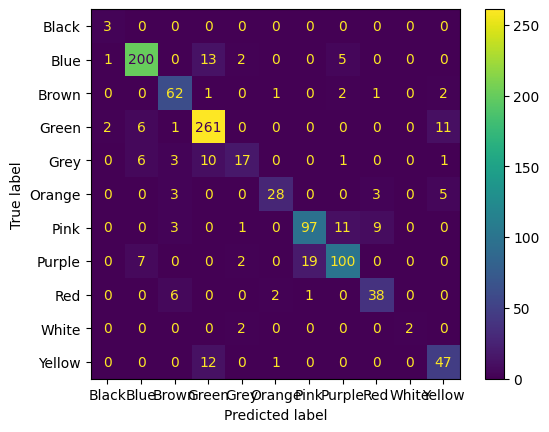 Black 3 0 0 0 0 0 0 0 0 0 0
Blue 1 200 0 13 2 0 0 5 0 0 0
Brown 0 0 62 1 0 1 0 2 1 0 2
Green 2 6 1 261 0 0 0 0 0 0 11
Grey 0 6 3 10 17 0 0 1 0 0 1
Orange 0 0 3 0 0 28 0 0 3 0 5
Pink 0 0 3 0 1 0 97 11 9 0 0
Purple 0 7 0 0 2 0 19 100 0 0 0
Red 0 0 6 0 0 2 1 0 38 0 0
White 0 0 0 0 2 0 0 0 0 2 0
Yellow 0 0 0 12 0 1 0 0 0 0 47
Black Blue Brown Green Grey Orange Pink Purple Red White Yellow
Predicted label
True label
250
200
150
100
50
0